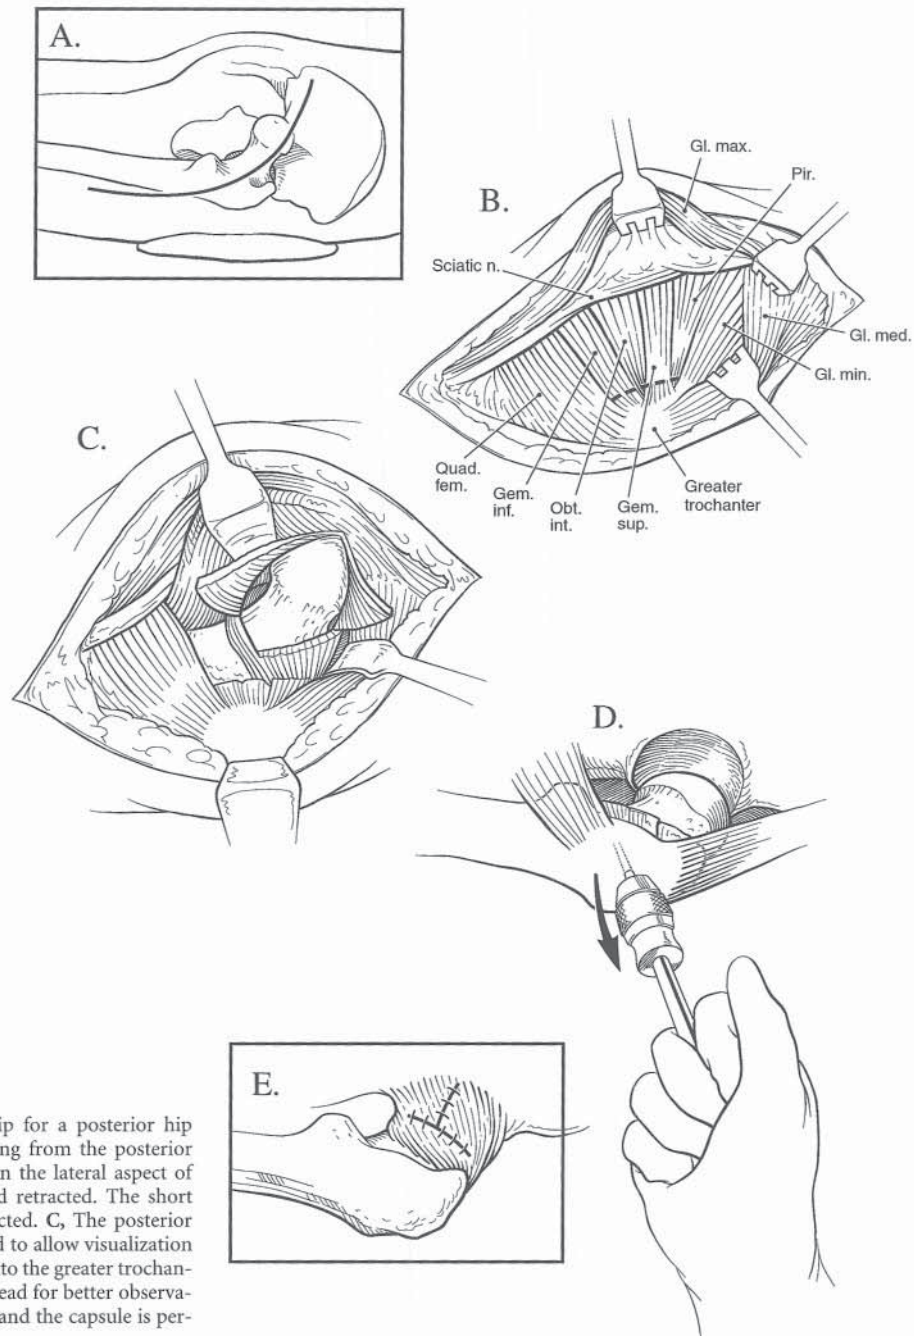 A.
B.
Gl. max.
Pir.
Sciatic n.
Gl. med.
Gl. min.
Quad.
fem.
Gem.
inf.
Obt.
int.
Gem.
sup.
Greater
trochanter
C.
D.
E.
ip for a posterior hip
ng from the posterior
n the lateral aspect of
d retracted. The short
cted. C, The posterior
d to allow visualization
to the greater trochan-
ead for better observa-
and the capsule is per-